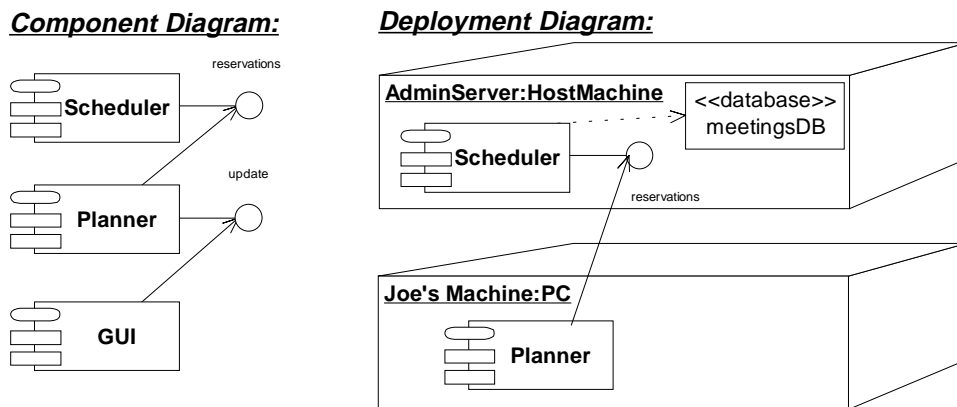 Component Diagram:
reservations
Scheduler
update
Planner
GUI
Deployment Diagram:
AdminServer:HostMachine
<<database>>
meetingsDB
Scheduler
reservations
Joe's Machine:PC
Planner